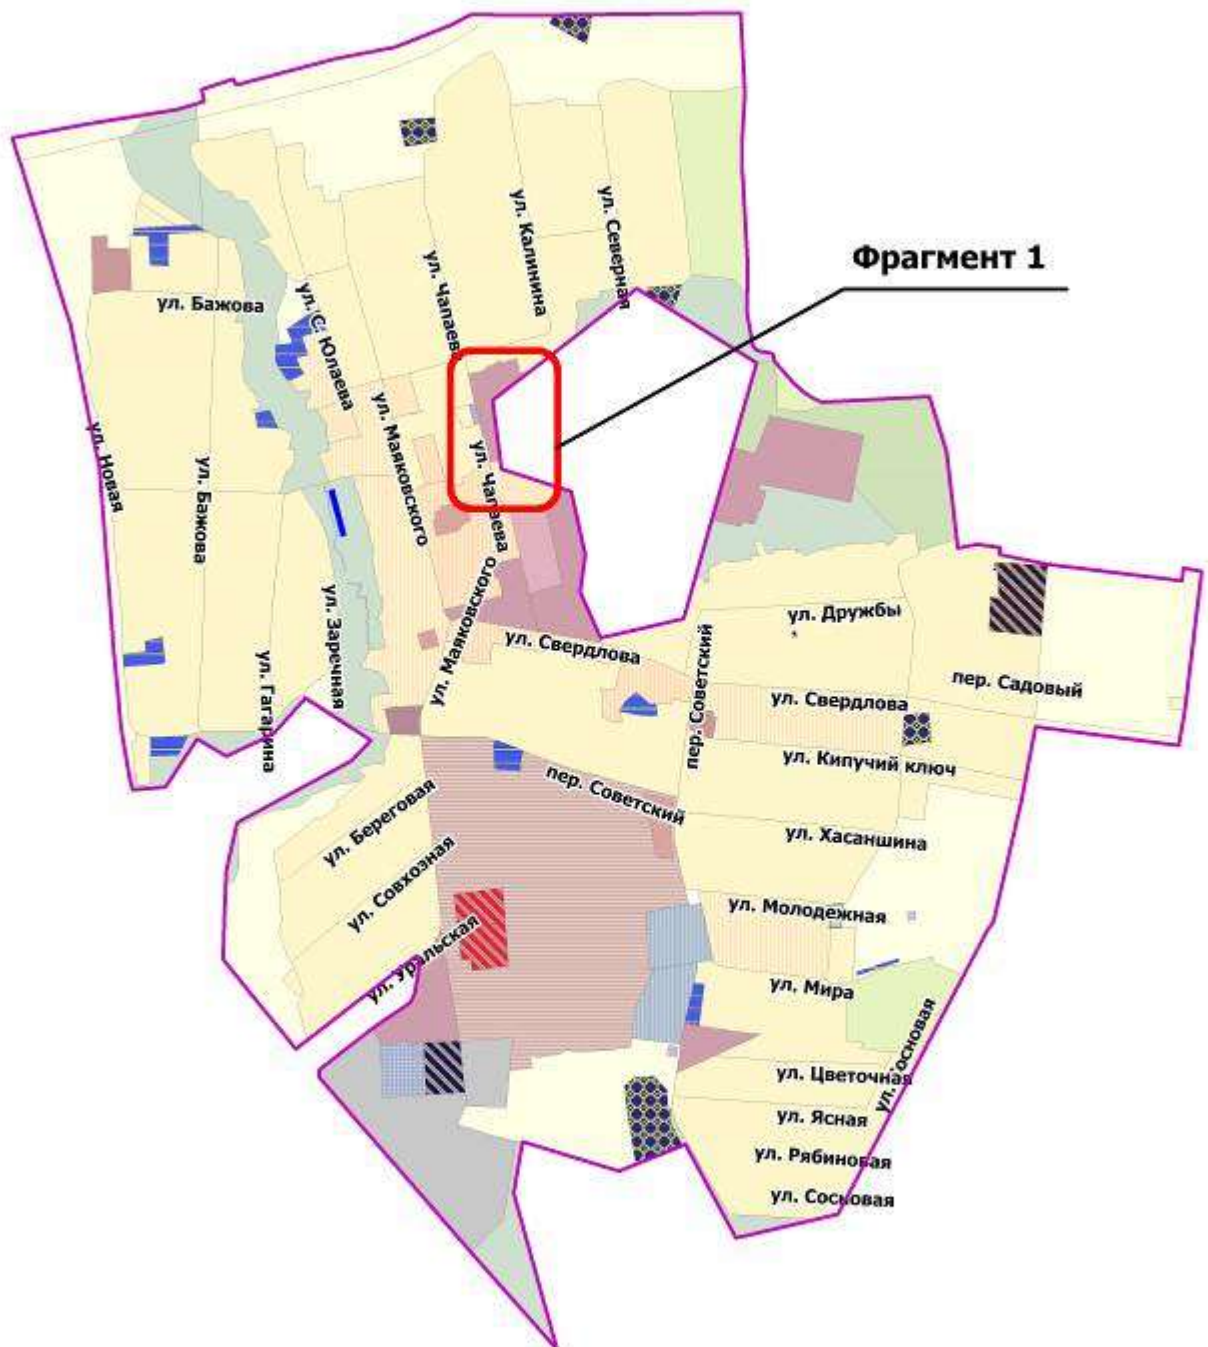 ул. Калинина
ул. Северная
Фрагмент 1
ул. Бажова
ул. С. Юлаева
ул. Чапаева
ул. Маяковского
ул. Новая
ул. Бажова
ул. Чапаева
ул. Заречная
ул. Маяковского
ул. Дружбы
ул. Свердлова
пер. Советский
ул. Гагарина
пер. Садовый
ул. Свердлова
ул. Кипучий ключ
пер. Советский
ул. Береговая
ул. Хасаншина
ул. Совхозная
ул. Молодежная
ул. Уральская
ул. Мира
ул. Сосновая
ул. Цветочная
ул. Ясная
ул. Рябиновая
ул. Сосновая